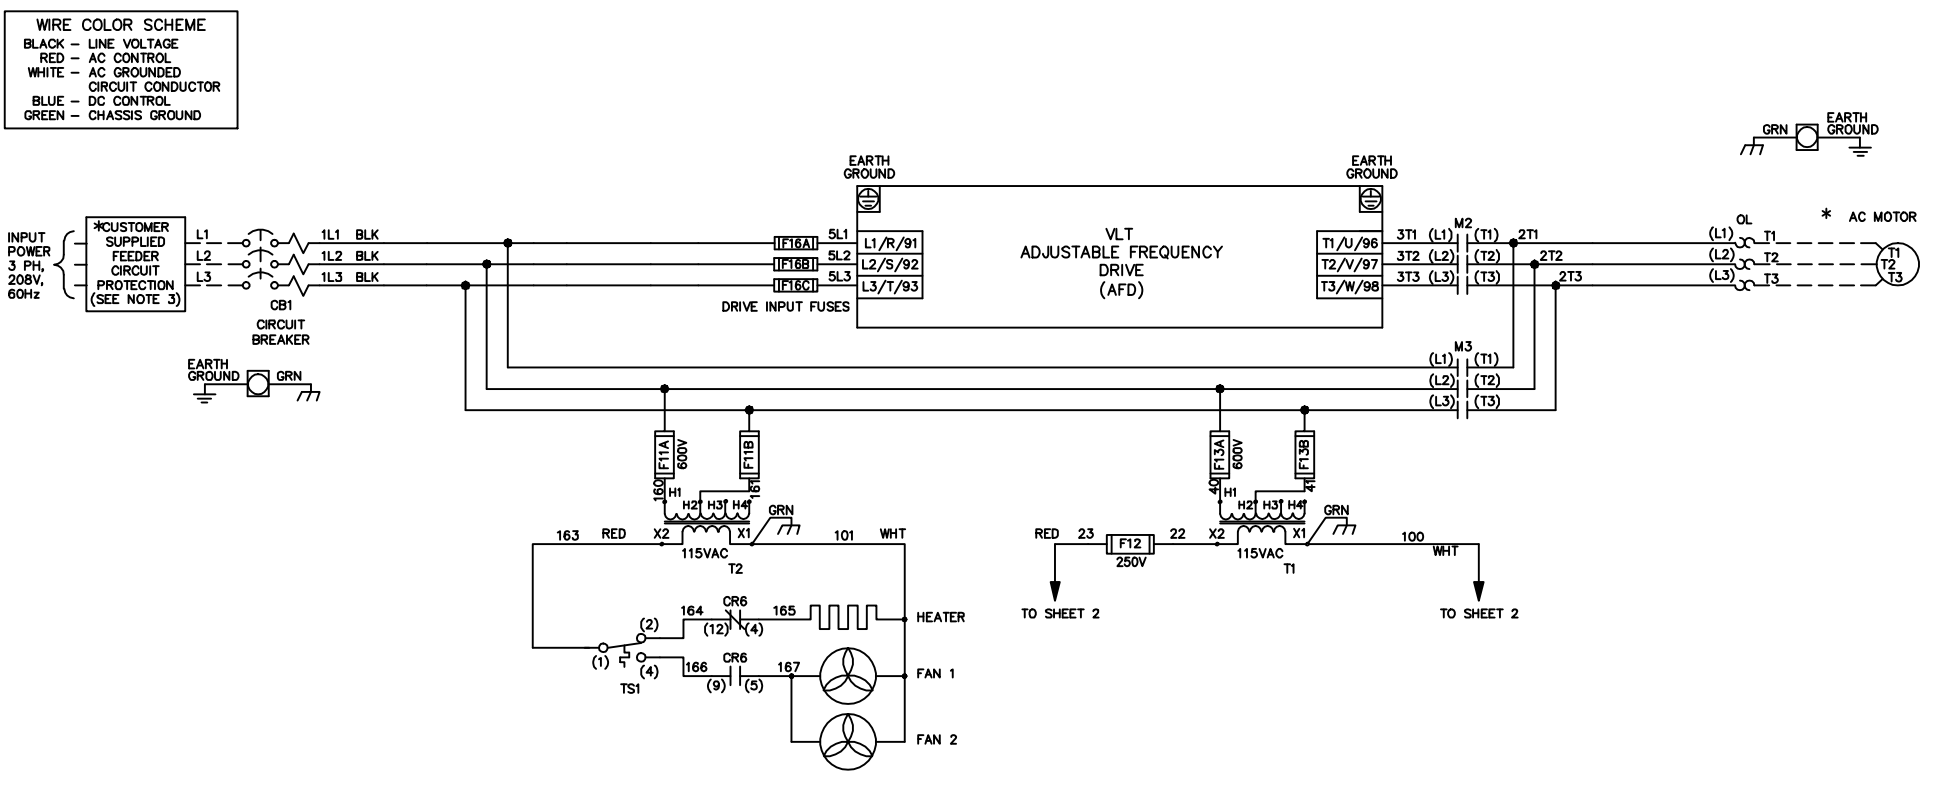 WIRE COLOR SCHEME
BLACK – LINE VOLTAGE
RED – AC CONTROL
WHITE – AC GROUNDED
CIRCUIT CONDUCTOR
BLUE – DC CONTROL
GREEN – CHASSIS GROUND
GRN
EARTH
GROUND
INPUT
POWER
3 PH,
208V,
60Hz
*CUSTOMER
SUPPLIED
FEEDER
CIRCUIT
PROTECTION
(SEE NOTE 3)
L1
L2
L3
CB1
CIRCUIT
BREAKER
1L1 BLK
1L2 BLK
1L3 BLK
EARTH
GROUND
GRN
F16A
F16B
F16C
DRIVE INPUT FUSES
5L1
5L2
5L3
EARTH
GROUND
L1/R/91
L2/S/92
L3/T/93
VLT
ADJUSTABLE FREQUENCY
DRIVE
(AFD)
EARTH
GROUND
T1/U/96
T2/V/97
T3/W/98
M2
3T1 (L1) (T1) 2T1
3T2 (L2) (T2) 2T2
3T3 (L3) (T3) 2T3
OL
(L1) T1
(L2) T2
(L3) T3
* AC MOTOR
T1
T2
T3
M3
(L1) (T1)
(L2) (T2)
(L3) (T3)
F11A
600V
F11B
160
161
H1 H2 H3 H4
GRN
163 RED X2 X1 101 WHT
115VAC
T2
F13A
600V
F13B
40
41
H1 H2 H3 H4
GRN
RED 23 F12 22 X2 X1 100
WHT
250V
115VAC
T1
TO SHEET 2
TO SHEET 2
CR6
164 165
(12) (4)
HEATER
(2)
(1)
(4)
TS1
CR6
166 167
(9) (5)
FAN 1
FAN 2